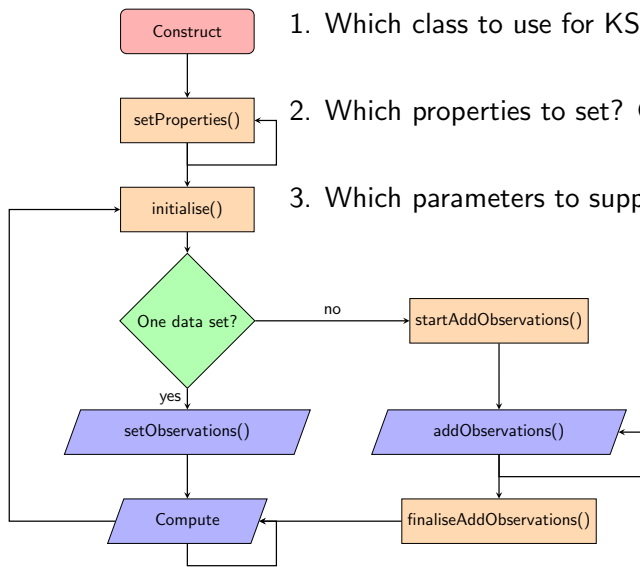 Construct
1. Which class to use for KS
setProperties()
2. Which properties to set?
initialise()
3. Which parameters to supp
One data set?
no
startAddObservations()
yes
setObservations()
addObservations()
Compute
finaliseAddObservations()